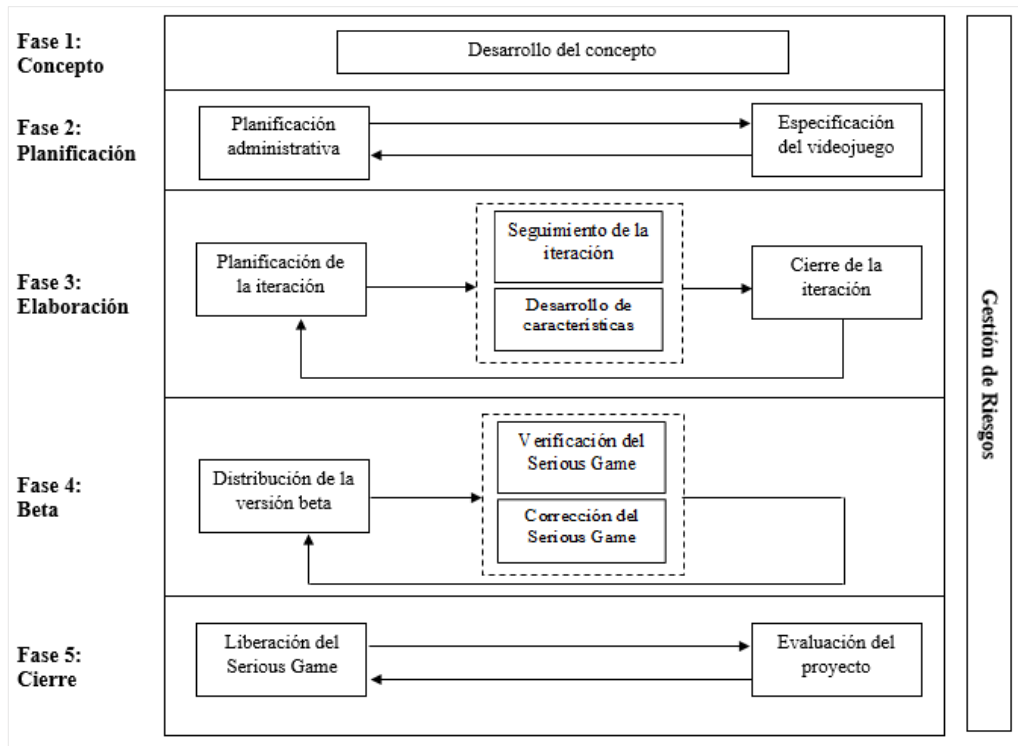 Fase 1:
Concepto
Desarrollo del concepto
Fase 2:
Planificación
Planificación
administrativa
Especificación
del videojuego
Fase 3:
Elaboración
Planificación de
la iteración
Seguimiento de la
iteración
Desarrollo de
características
Cierre de la
iteración
Fase 4:
Beta
Distribución de la
versión beta
Verificación del
Serious Game
Corrección del
Serious Game
Fase 5:
Cierre
Liberación del
Serious Game
Evaluación del
proyecto
Gestión de Riesgos